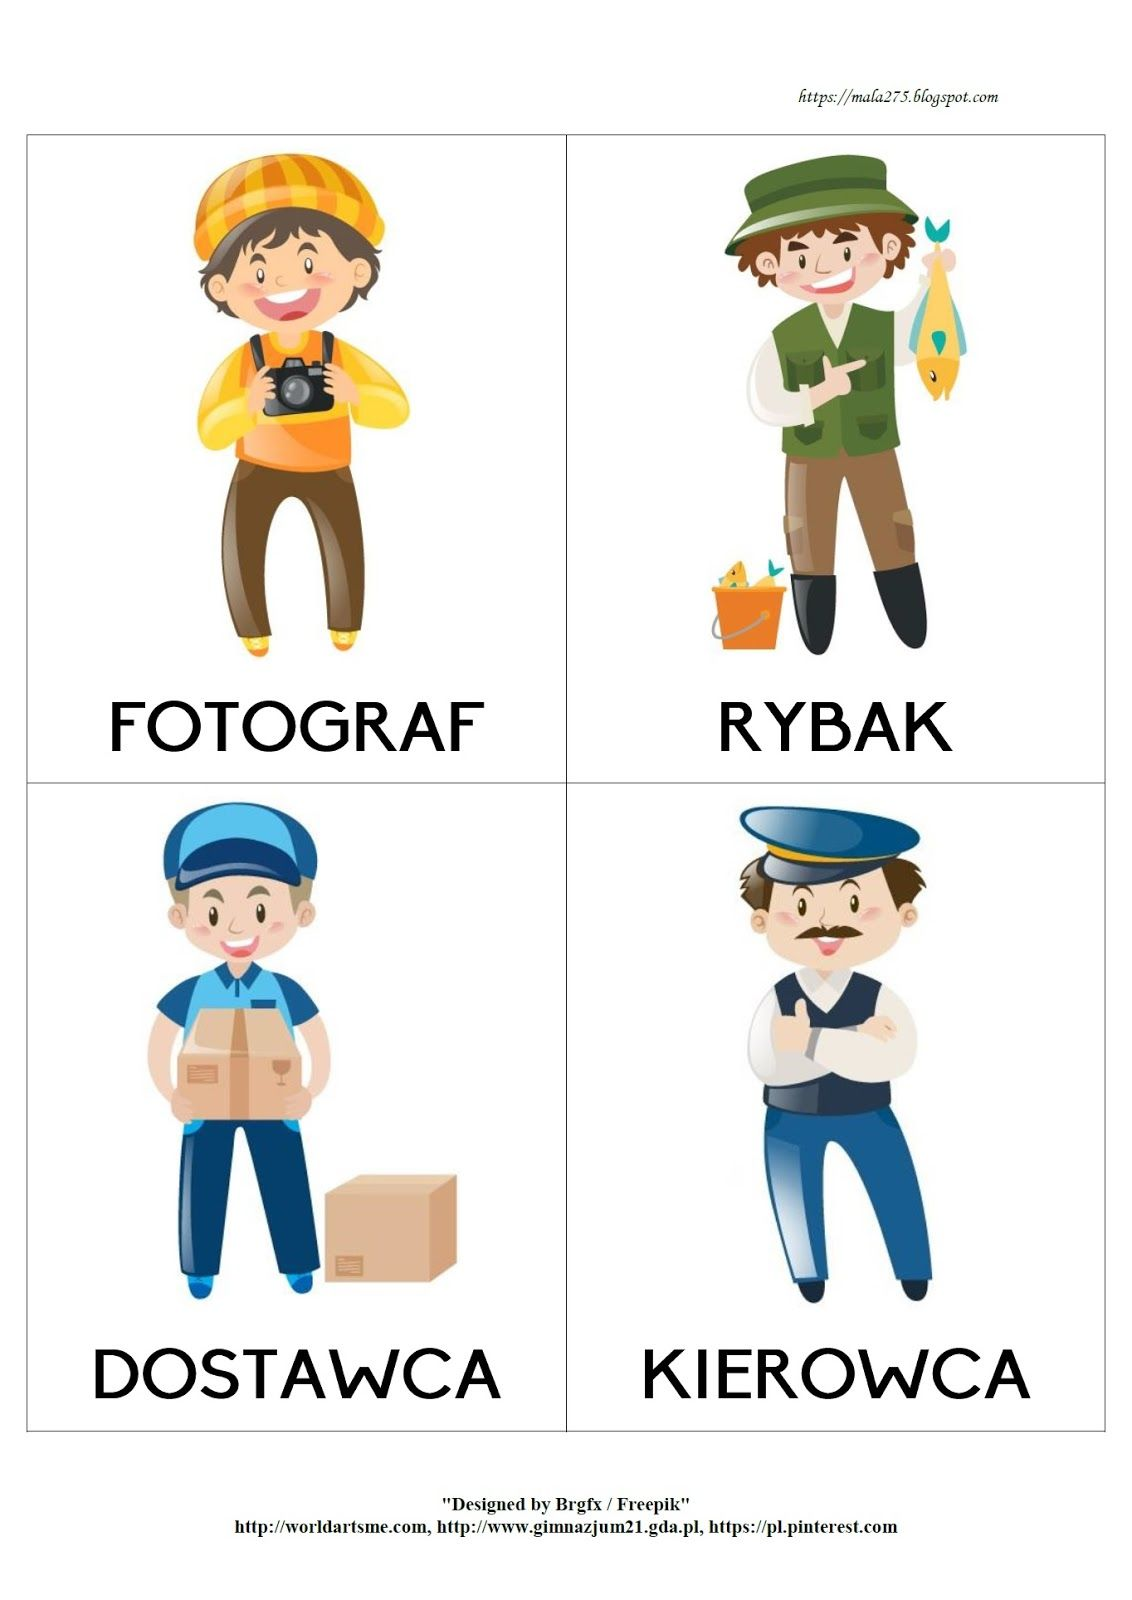 https://mala275.blogspot.com
FOTOGRAF
RYBAK
DOSTAWCA
KIEROWCA
"Designed by Brgfx / Freepik"
http://worldartsme.com, http://www.gimnazjum21.gda.pl, https://pl.pinterest.com